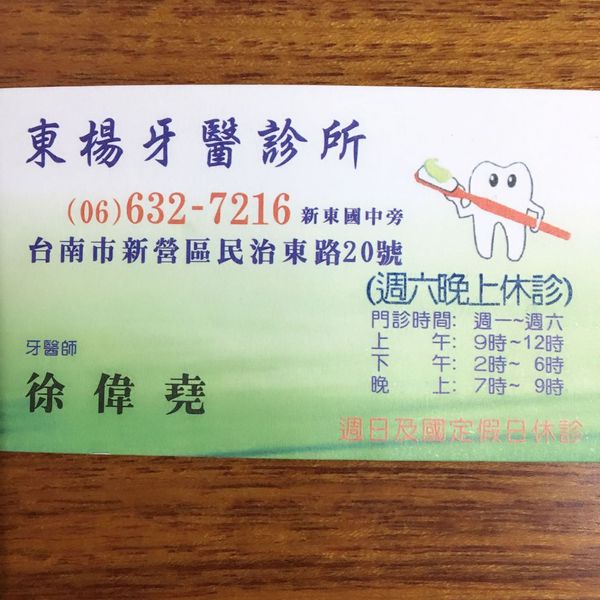 東楊牙醫診所
(06)632-7216 新東國中旁
台南市新營區民治東路20號
(週六晚上休診)
門診時間: 週一~週六
上 午: 9時~12時
下 午: 2時~ 6時
晚 上: 7時~ 9時
牙醫師
徐偉堯
週日及國定假日休診